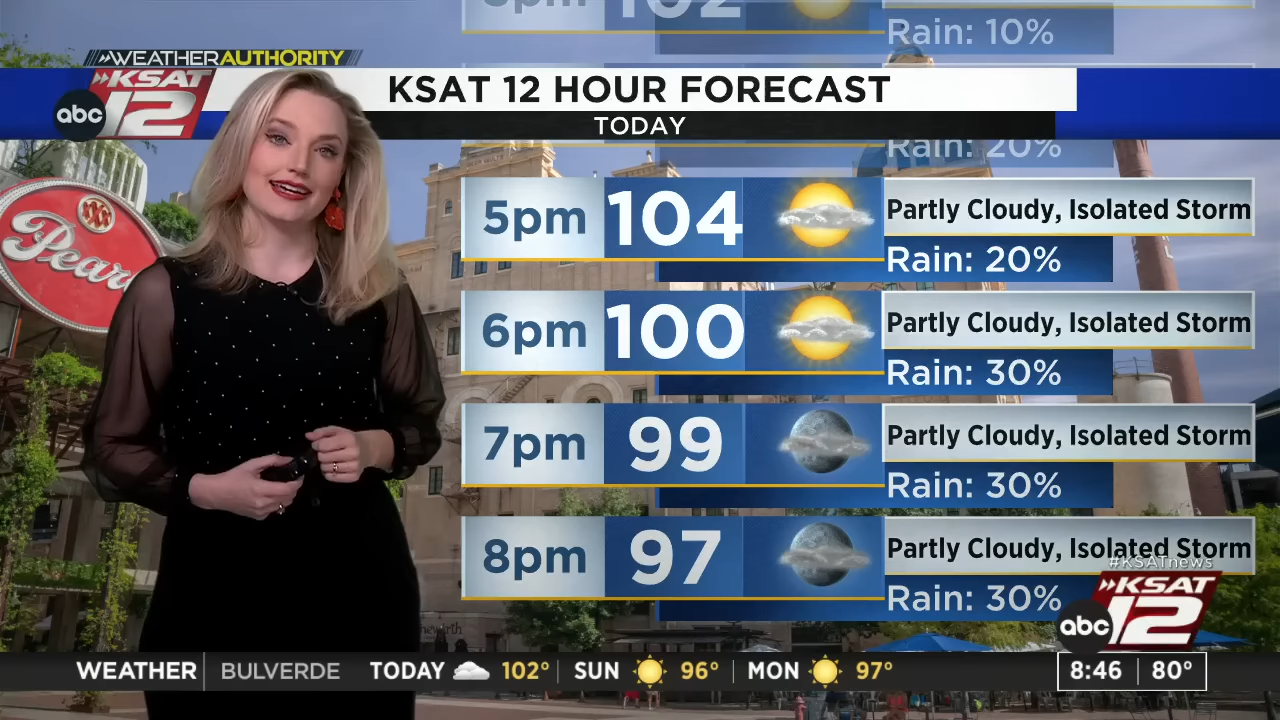 102
Rain: 10%
WEATHERAUTHORITY
KSAT
abc 12
KSAT 12 HOUR FORECAST
TODAY
Rain: 20%
Pear
5pm 104 Partly Cloudy, Isolated Storm
Rain: 20%
6pm 100 Partly Cloudy, Isolated Storm
Rain: 30%
7pm 99 Partly Cloudy, Isolated Storm
Rain: 30%
8pm 97 Partly Cloudy, Isolated Storm
#KSATnews
Rain: 30%
KSAT
abc 12
WEATHER BULVERDE TODAY 102° SUN 96° MON 97° 8:46 80°